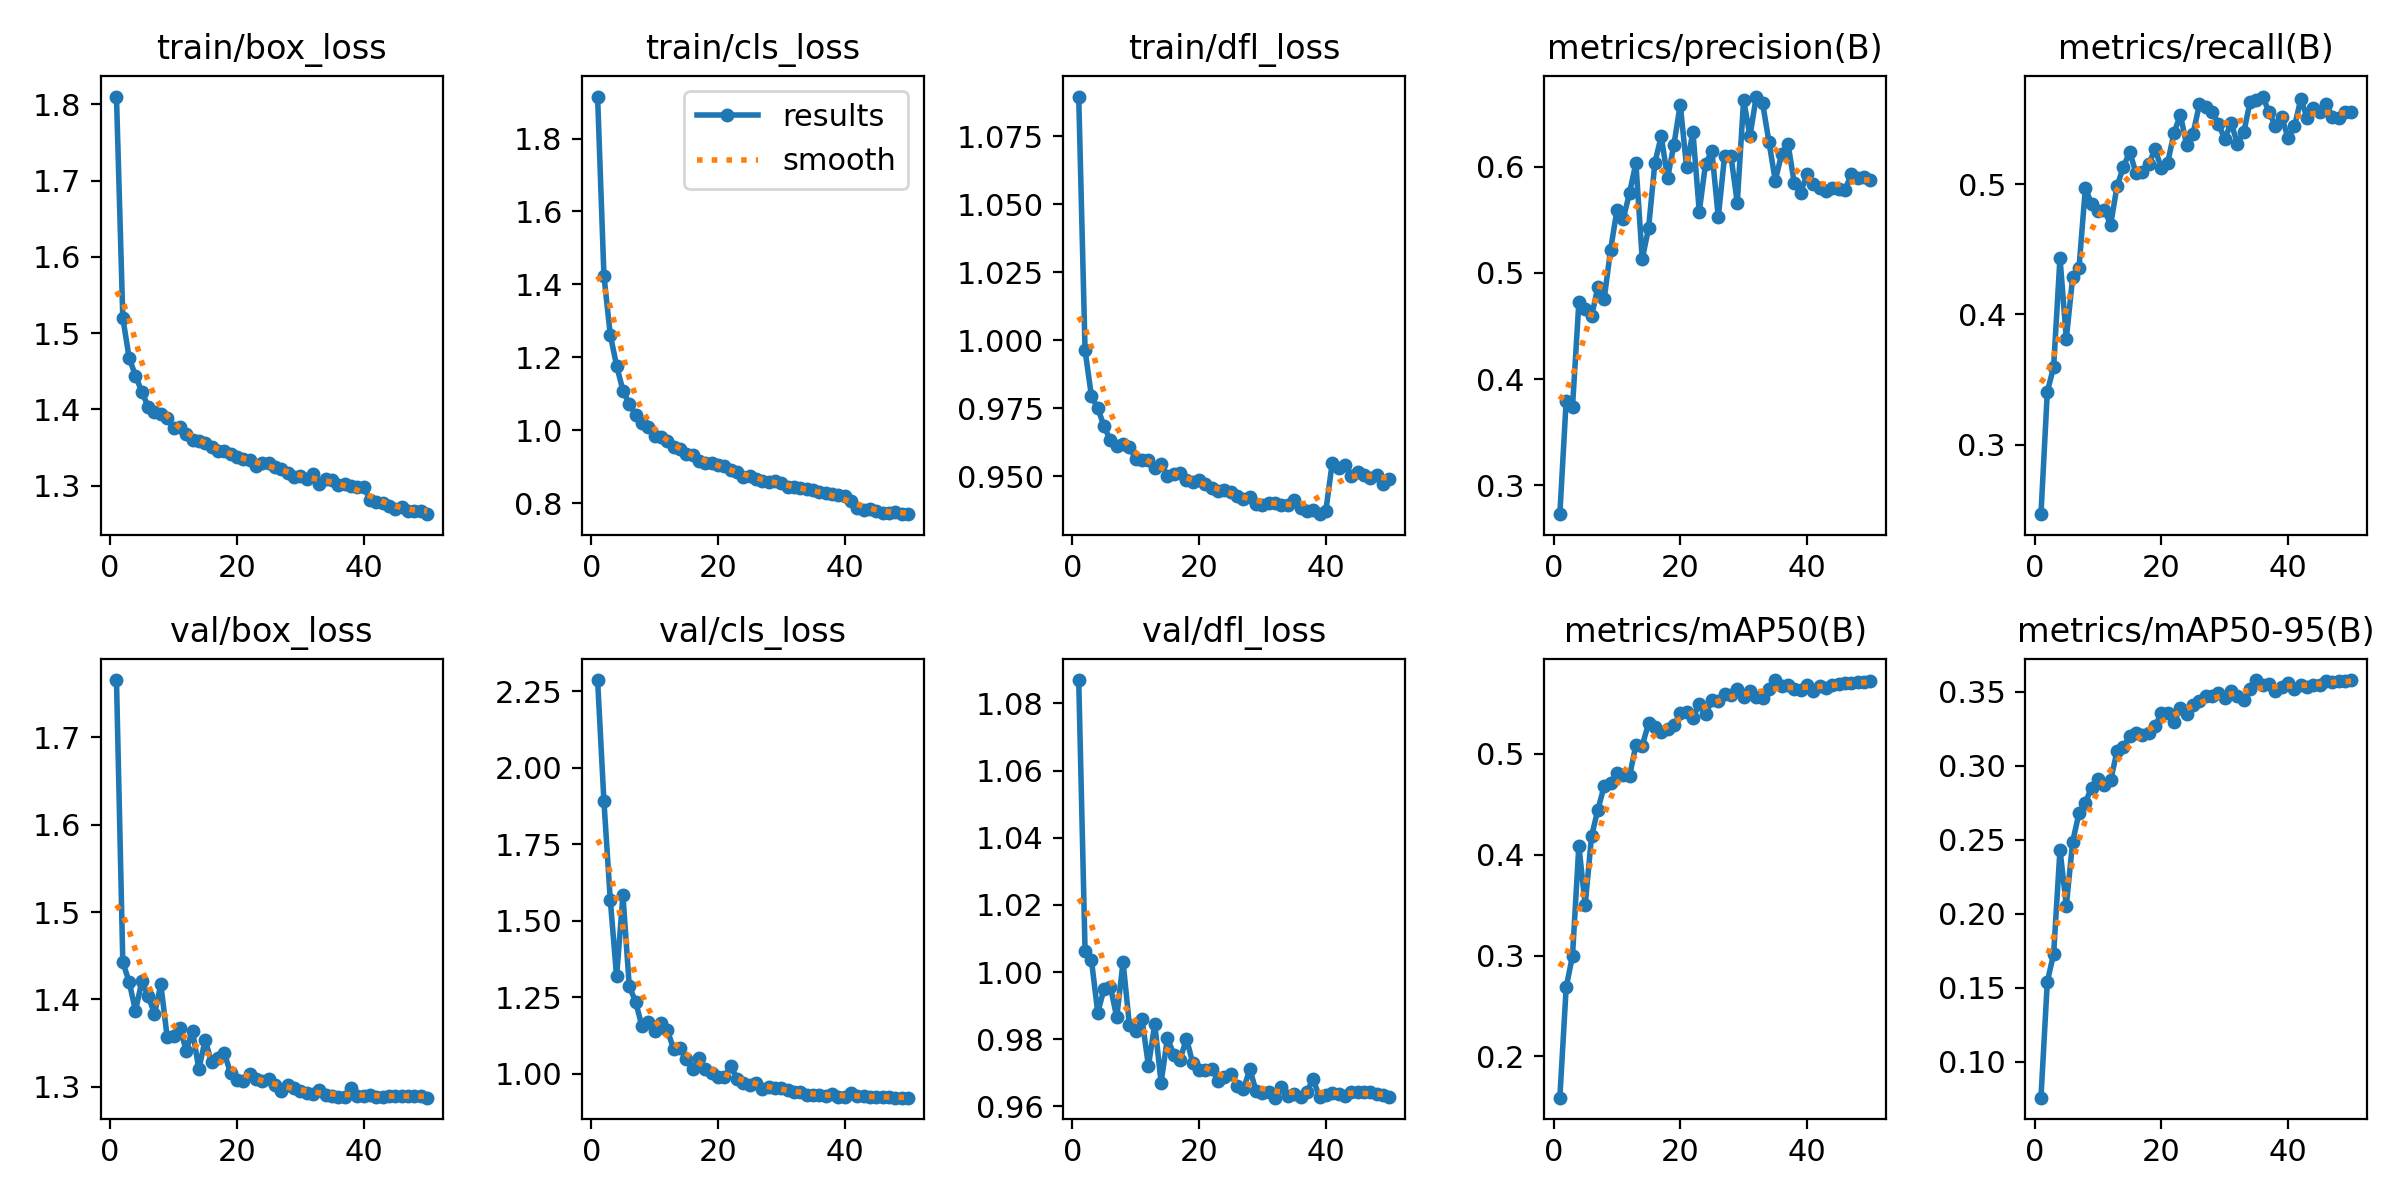 train/box_loss
train/cls_loss
train/dfl_loss
metrics/precision(B)
metrics/recall(B)
1.8
1.7
1.6
1.5
1.4
1.3
0 20 40
results
smooth
1.8
1.6
1.4
1.2
1.0
0.8
0 20 40
1.075
1.050
1.025
1.000
0.975
0.950
0 20 40
0.6
0.5
0.4
0.3
0 20 40
0.5
0.4
0.3
0 20 40
val/box_loss
val/cls_loss
val/dfl_loss
metrics/mAP50(B)
metrics/mAP50-95(B)
1.7
1.6
1.5
1.4
1.3
0 20 40
2.25
2.00
1.75
1.50
1.25
1.00
0 20 40
1.08
1.06
1.04
1.02
1.00
0.98
0.96
0 20 40
0.5
0.4
0.3
0.2
0 20 40
0.35
0.30
0.25
0.20
0.15
0.10
0 20 40